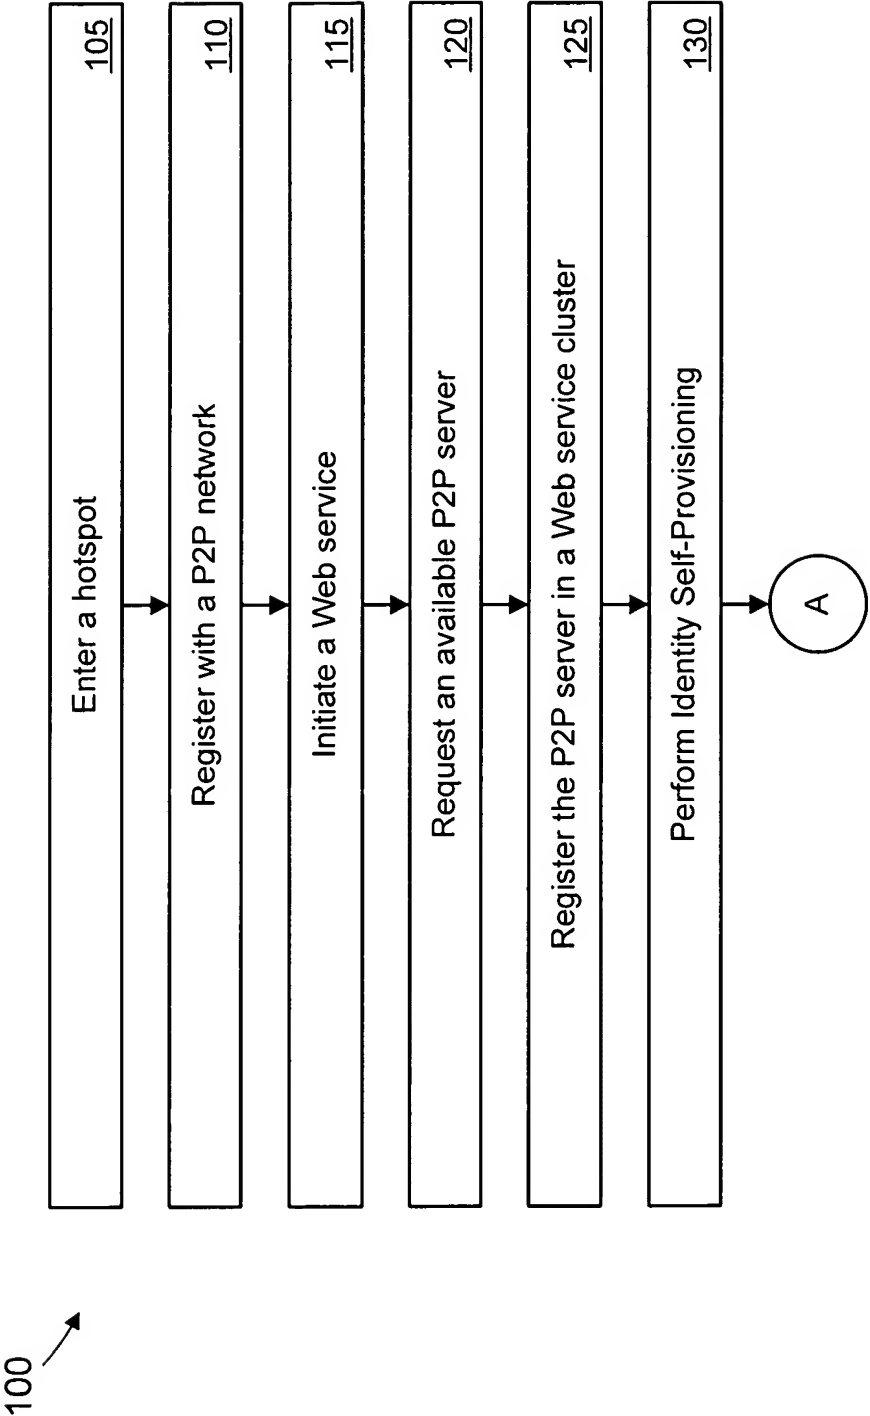 100
Enter a hotspot 105
Register with a P2P network 110
Initiate a Web service 115
Request an available P2P server 120
Register the P2P server in a Web service cluster 125
Perform Identity Self-Provisioning 130
A